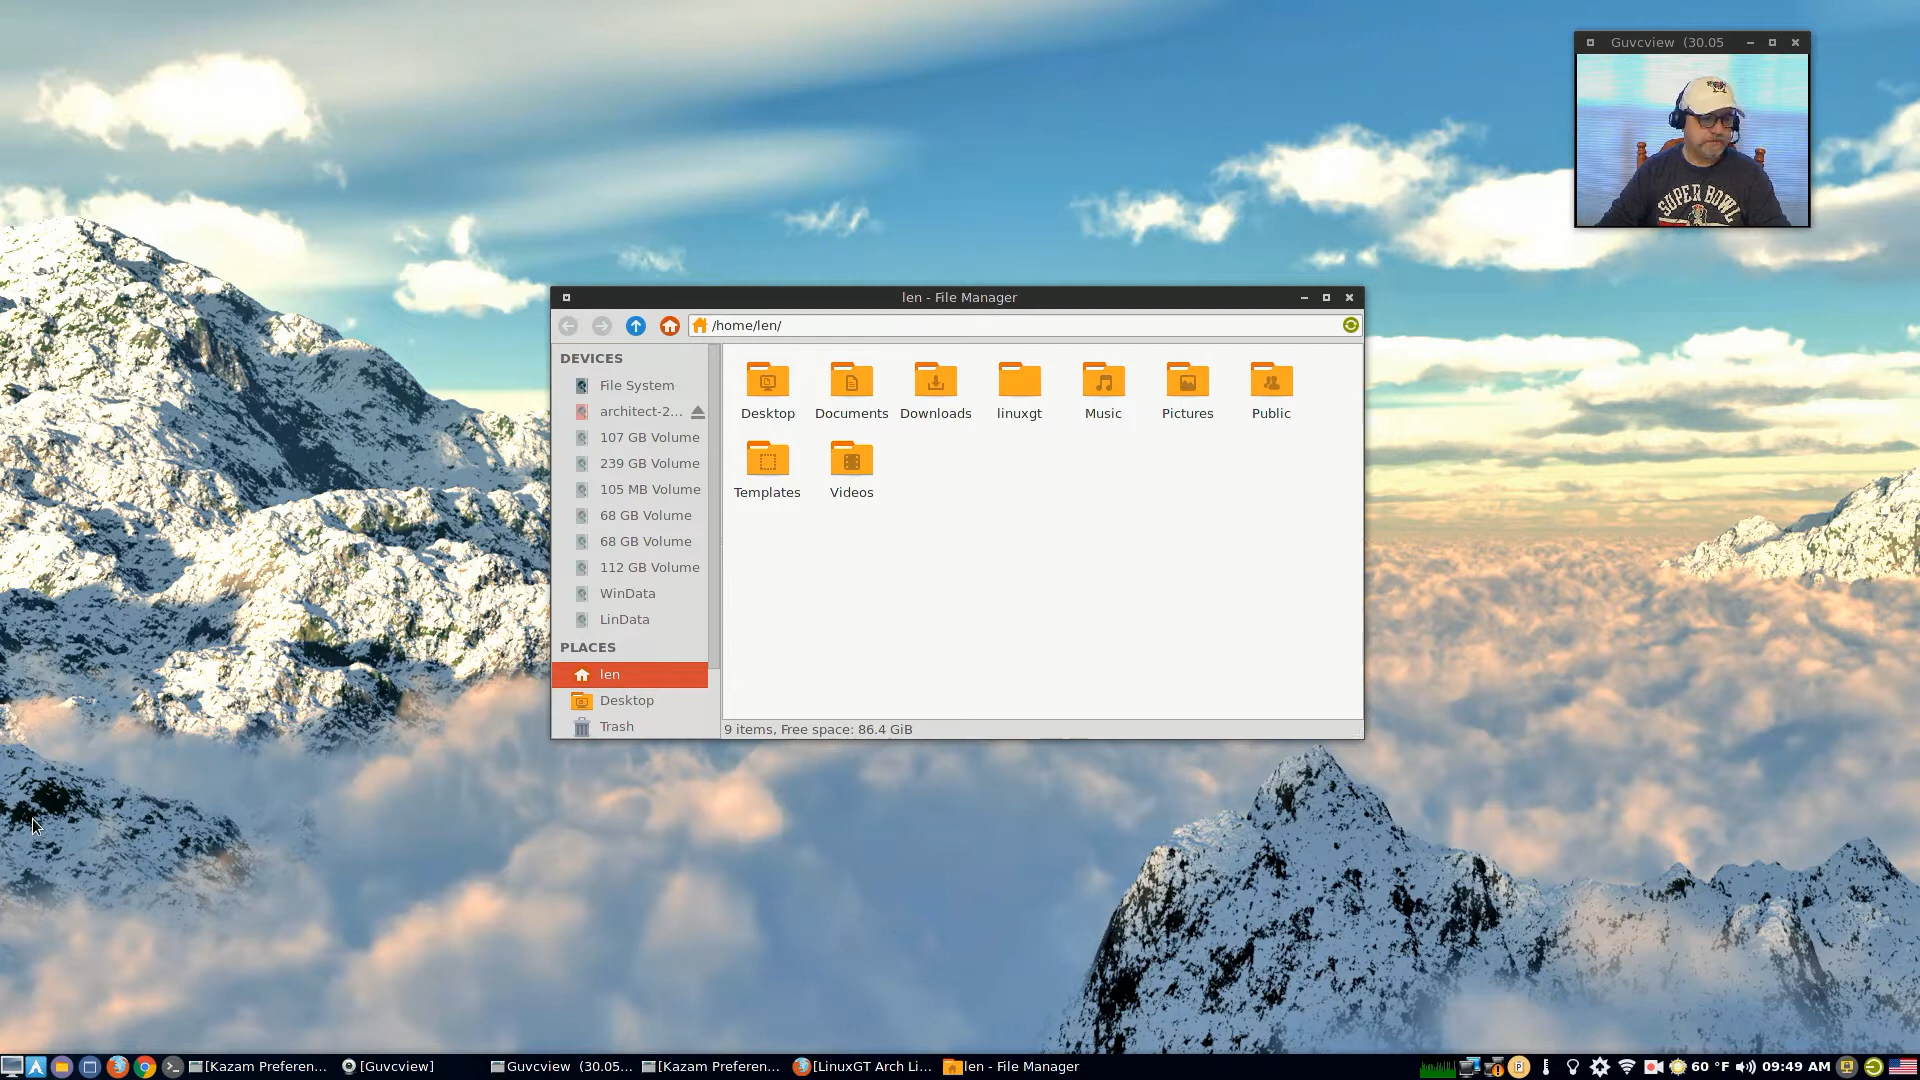 Guvcview (30.05
SUPER BOWL
len - File Manager
/home/len/
DEVICES
File System
architect-2...
107 GB Volume
239 GB Volume
105 MB Volume
68 GB Volume
68 GB Volume
112 GB Volume
WinData
LinData
PLACES
len
Desktop
Trash
Desktop
Documents
Downloads
linuxgt
Music
Pictures
Public
Templates
Videos
9 items, Free space: 86.4 GiB
[Kazam Preferen...
[Guvcview]
Guvcview (30.05...
[Kazam Preferen...
[LinuxGT Arch Li...
len - File Manager
60 °F
09:49 AM